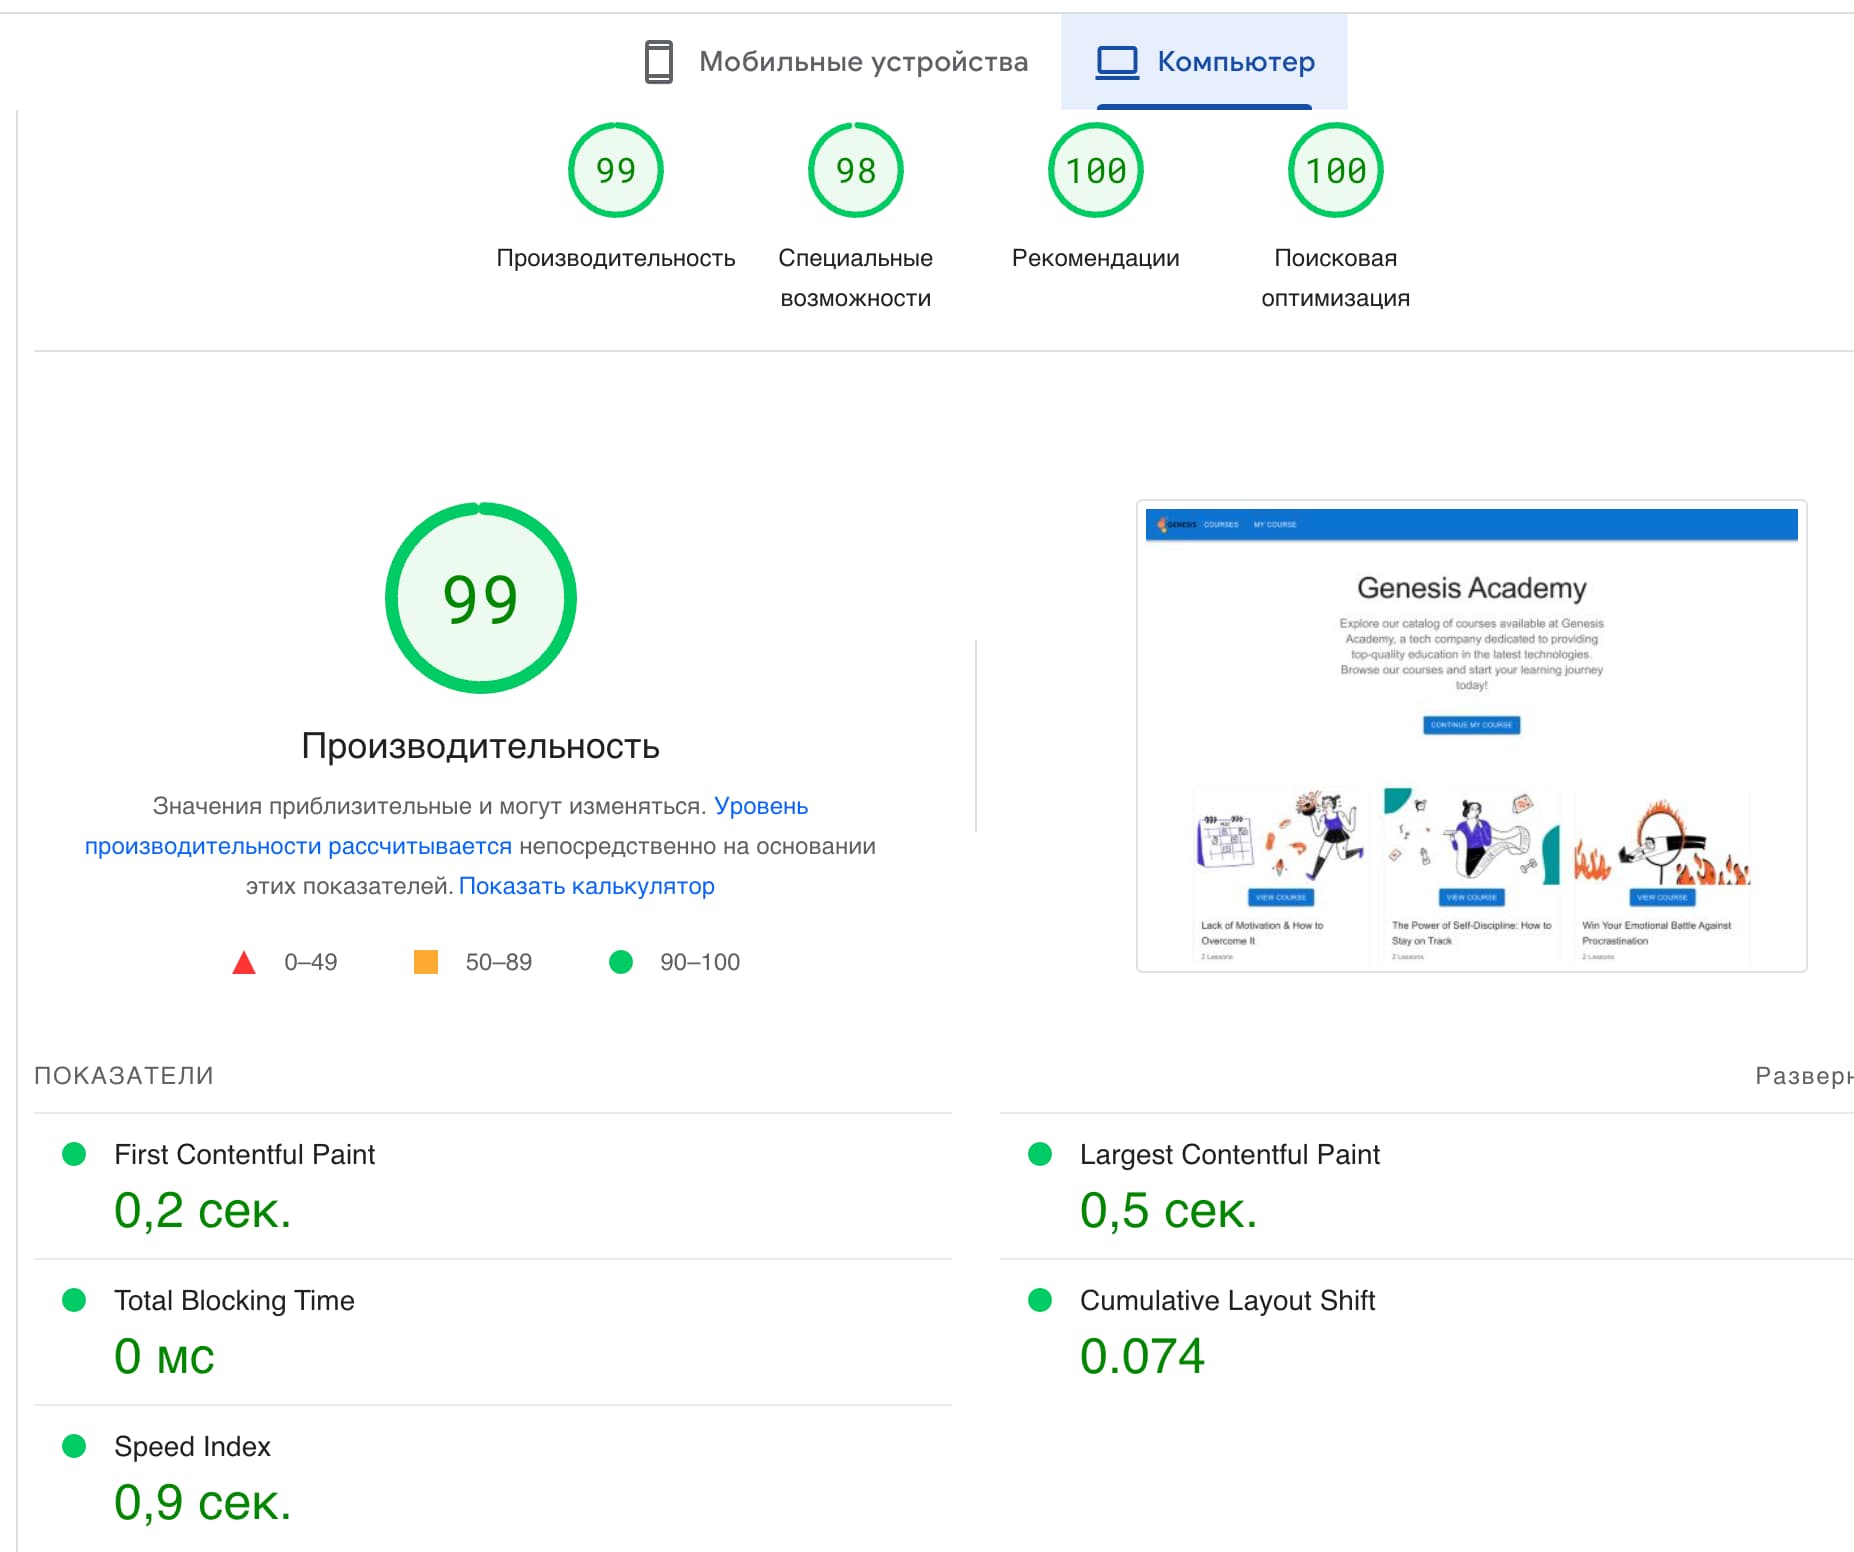 Мобильные устройства
Компьютер
99
98
100
100
Производительность
Специальные
возможности
Рекомендации
Поисковая
оптимизация
99
Производительность
Значения приблизительные и могут изменяться. Уровень
производительности рассчитывается непосредственно на основании
этих показателей. Показать калькулятор
0–49
50–89
90–100
GENESIS COURSES MY COURSE
Genesis Academy
Explore our catalog of courses available at Genesis
Academy, a tech company dedicated to providing
top-quality education in the latest technologies.
Browse our courses and start your learning journey
today!
CONTINUE MY COURSE
VIEW COURSE
VIEW COURSE
VIEW COURSE
Lack of Motivation & How to
Overcome It
2 Lessons
The Power of Self-Discipline: How to
Stay on Track
2 Lessons
Win Your Emotional Battle Against
Procrastination
2 Lessons
ПОКАЗАТЕЛИ
Разверн
First Contentful Paint
0,2 сек.
Largest Contentful Paint
0,5 сек.
Total Blocking Time
0 мс
Cumulative Layout Shift
0.074
Speed Index
0,9 сек.